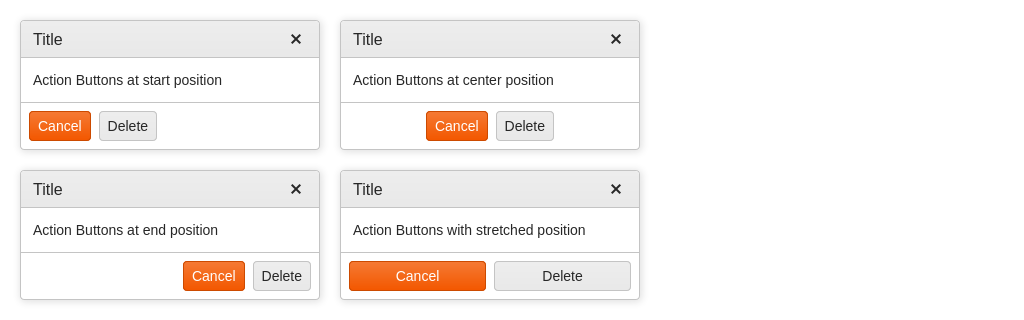 Title ✕
Action Buttons at start position
Cancel Delete
Title ✕
Action Buttons at center position
Cancel Delete
Title ✕
Action Buttons at end position
Cancel Delete
Title ✕
Action Buttons with stretched position
Cancel Delete